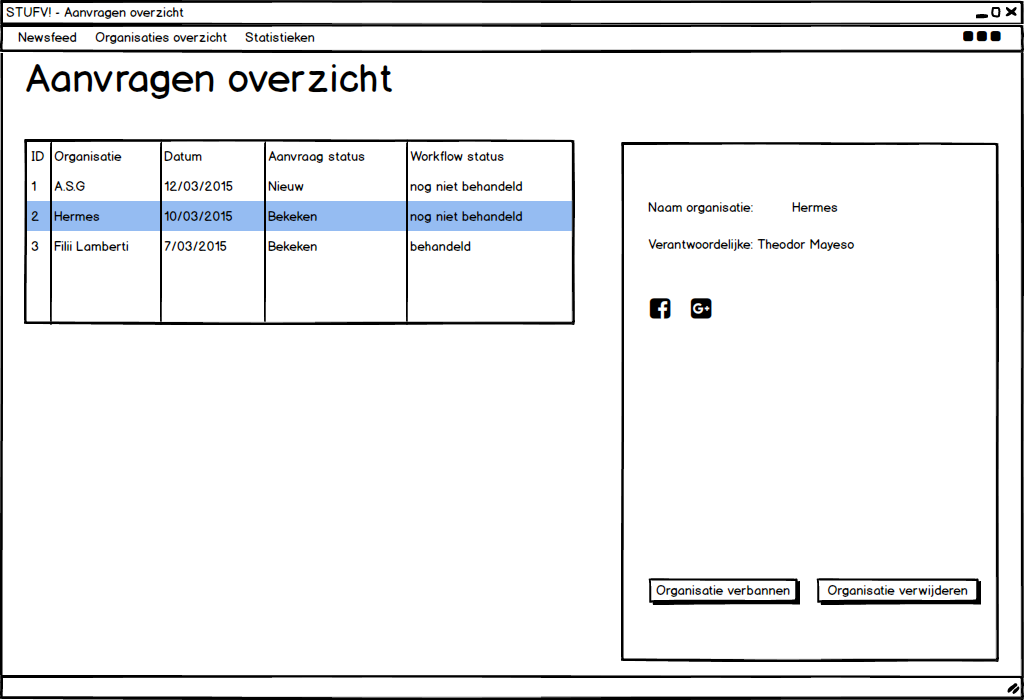 STUFV! - Aanvragen overzicht
Newsfeed Organisaties overzicht Statistieken
Aanvragen overzicht
ID Organisatie Datum Aanvraag status Workflow status
1 A.S.G 12/03/2015 Nieuw nog niet behandeld
2 Hermes 10/03/2015 Bekeken nog niet behandeld
3 Filii Lamberti 7/03/2015 Bekeken behandeld
Naam organisatie: Hermes
Verantwoordelijke: Theodor Mayeso
G+
Organisatie verbannen Organisatie verwijderen